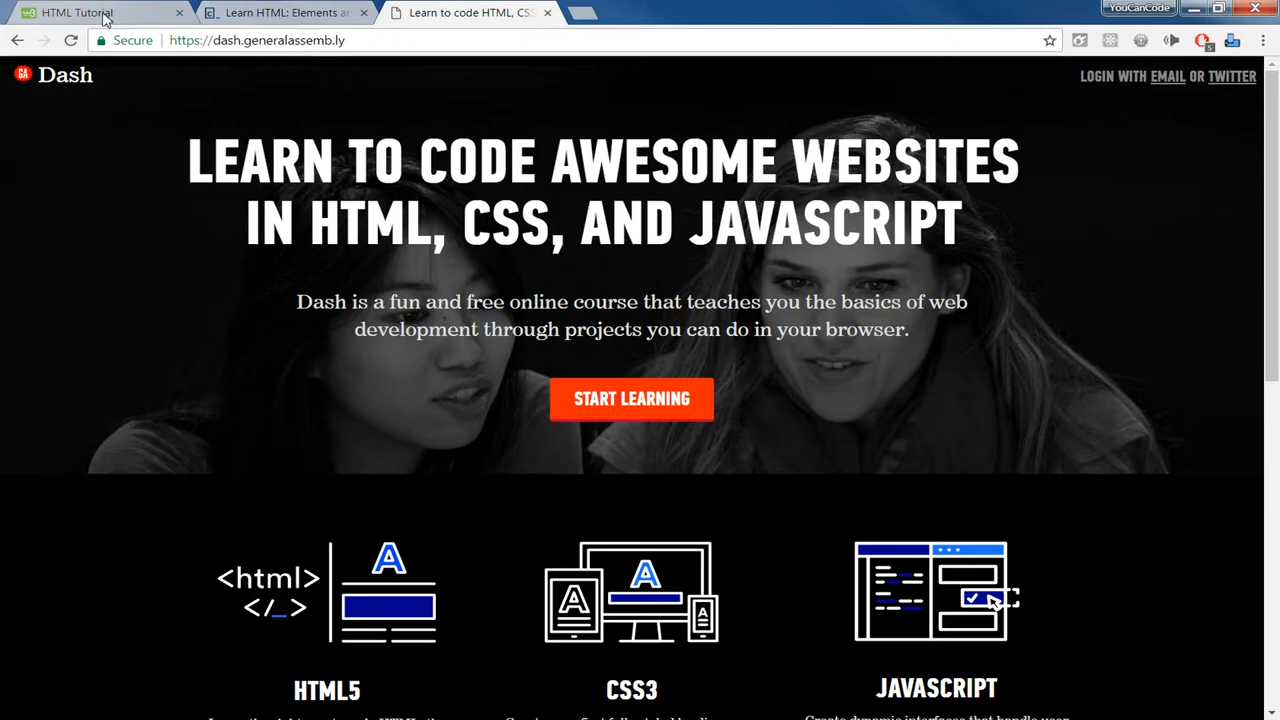 HTML Tutorial
Learn HTML: Elements a
Learn to code HTML, CSS
YouCanCode
Secure
https://dash.generalassemb.ly
5
GA
Dash
LOGIN WITH EMAIL OR TWITTER
LEARN TO CODE AWESOME WEBSITES
IN HTML, CSS, AND JAVASCRIPT
Dash is a fun and free online course that teaches you the basics of web
development through projects you can do in your browser.
START LEARNING
<html>
</_>
A
A
A
A
HTML5
CSS3
JAVASCRIPT